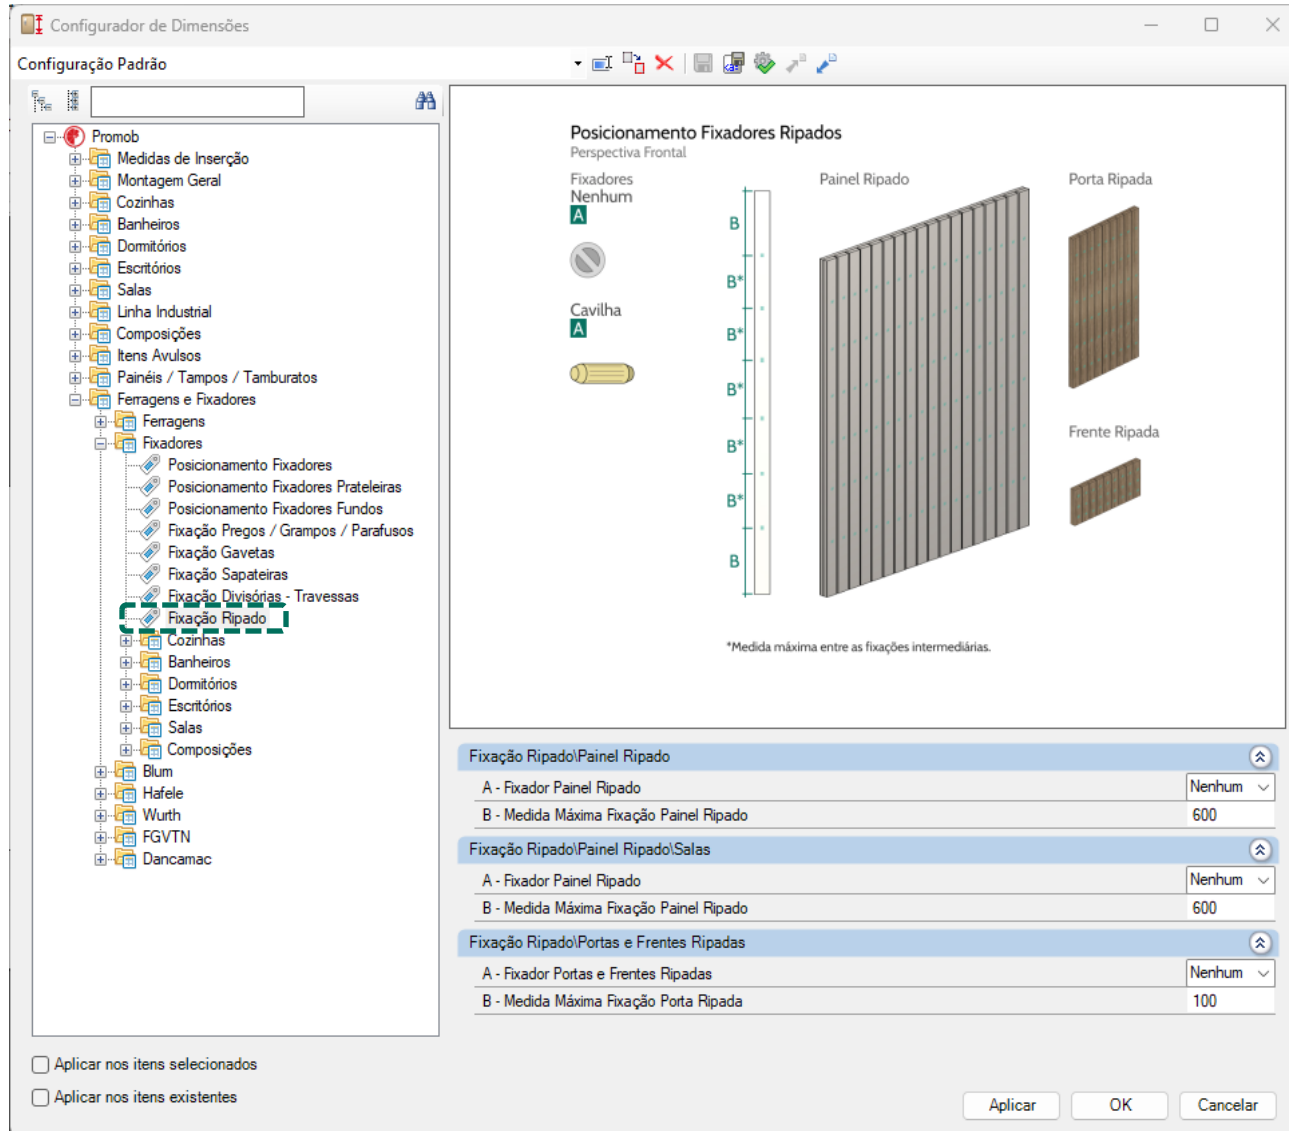 Configurador de Dimensões
Configuração Padrão
Promob
Medidas de Inserção
Montagem Geral
Cozinhas
Banheiros
Dormitórios
Escritórios
Salas
Linha Industrial
Composições
Itens Avulsos
Painéis / Tampos / Tamburatos
Ferragens e Fixadores
Ferragens
Fixadores
Posicionamento Fixadores
Posicionamento Fixadores Prateleiras
Posicionamento Fixadores Fundos
Fixação Pregos / Grampos / Parafusos
Fixação Gavetas
Fixação Sapateiras
Fixação Divisórias - Travessas
Fixação Ripado
Cozinhas
Banheiros
Dormitórios
Escritórios
Salas
Composições
Blum
Hafele
Wurth
FGVTN
Dancamac
Aplicar nos itens selecionados
Aplicar nos itens existentes
Posicionamento Fixadores Ripados
Perspectiva Frontal
Fixadores
Nenhum
A
Cavilha
A
B
B*
B*
B*
B*
B*
B
Painel Ripado
Porta Ripada
Frente Ripada
*Medida máxima entre as fixações intermediárias.
Fixação Ripado\Painel Ripado
A - Fixador Painel Ripado Nenhum
B - Medida Máxima Fixação Painel Ripado 600
Fixação Ripado\Painel Ripado\Salas
A - Fixador Painel Ripado Nenhum
B - Medida Máxima Fixação Painel Ripado 600
Fixação Ripado\Portas e Frentes Ripadas
A - Fixador Portas e Frentes Ripadas Nenhum
B - Medida Máxima Fixação Porta Ripada 100
Aplicar OK Cancelar